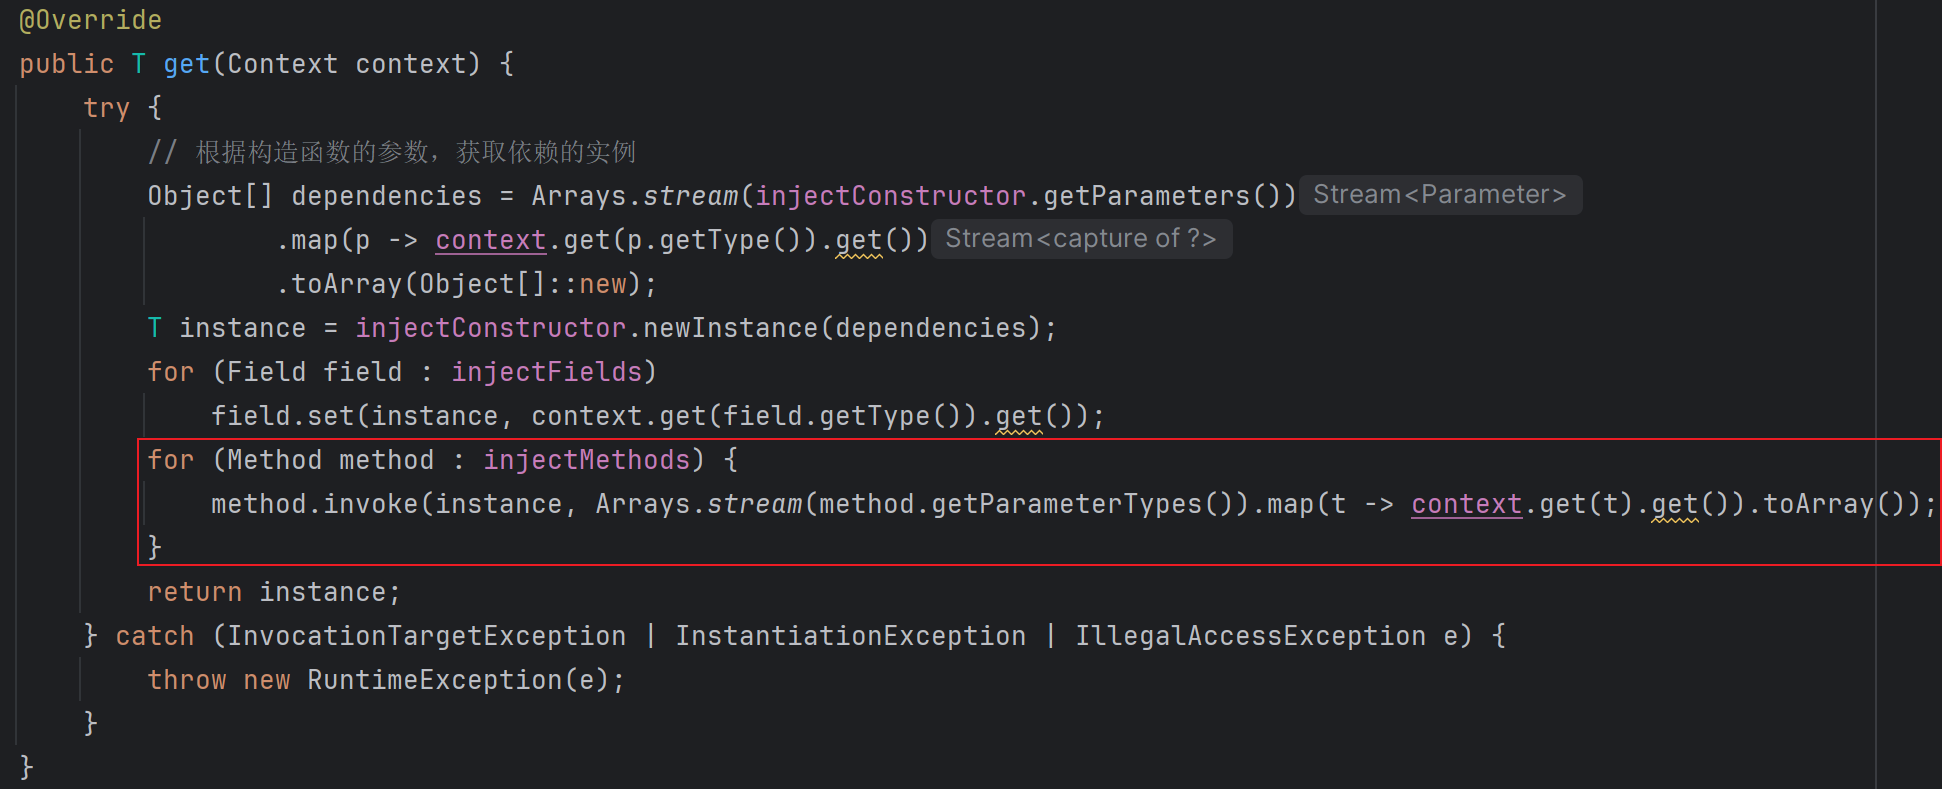 @Override
public T get(Context context) {
try {
// 根据构造函数的参数，获取依赖的实例
Object[] dependencies = Arrays.stream(injectConstructor.getParameters()) Stream<Parameter>
.map(p -> context.get(p.getType()).get()) Stream<capture of ?>
.toArray(Object[]::new);
T instance = injectConstructor.newInstance(dependencies);
for (Field field : injectFields)
field.set(instance, context.get(field.getType()).get());
for (Method method : injectMethods) {
method.invoke(instance, Arrays.stream(method.getParameterTypes()).map(t -> context.get(t).get()).toArray());
}
return instance;
} catch (InvocationTargetException | InstantiationException | IllegalAccessException e) {
throw new RuntimeException(e);
}
}